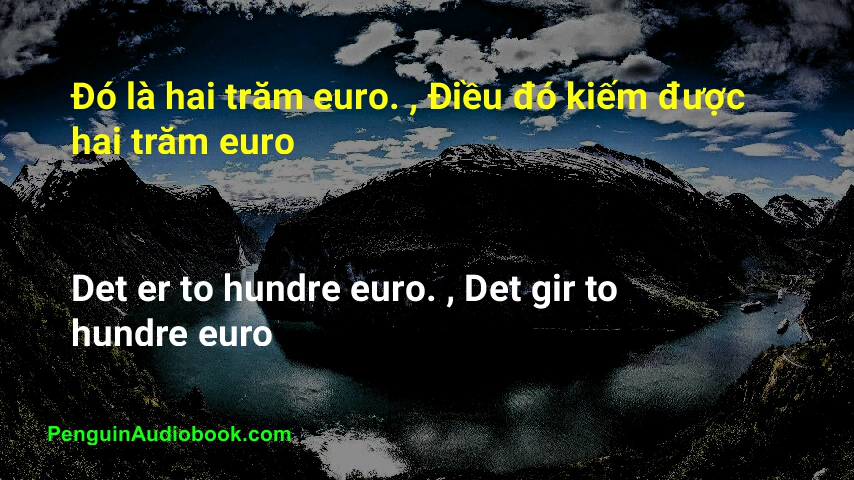 Đó là hai trăm euro. , Điều đó kiếm được
hai trăm euro
Det er to hundre euro. , Det gir to
hundre euro
PenguinAudiobook.com